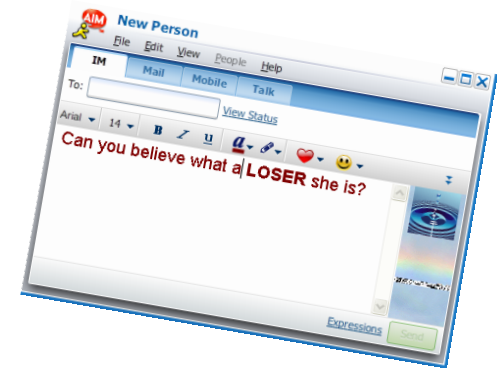 AIM
New Person
File Edit View People Help
IM Mail Mobile Talk
To:
View Status
Arial 14 B I U a
Can you believe what a LOSER she is?
Expressions Send